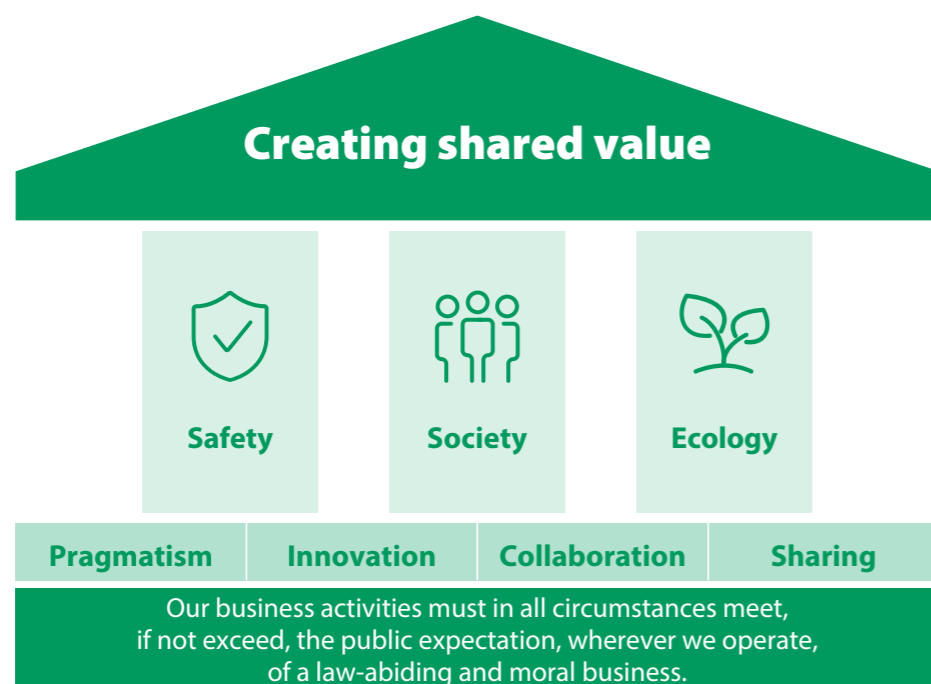 Creating shared value
Safety
Society
Ecology
Pragmatism
Innovation
Collaboration
Sharing
Our business activities must in all circumstances meet,
if not exceed, the public expectation, wherever we operate,
of a law-abiding and moral business.